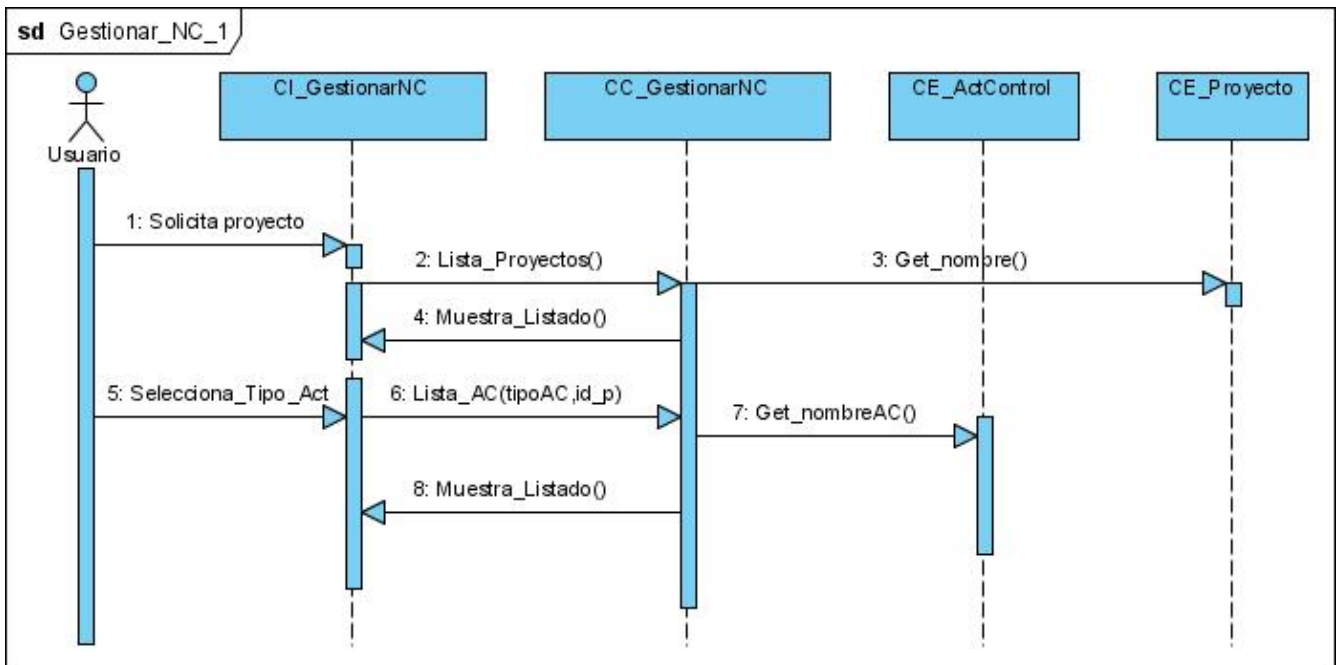 sd Gestionar_NC_1
Usuario
CI_GestionarNC
CC_GestionarNC
CE_ActControl
CE_Proyecto
1: Solicita proyecto
2: Lista_Proyectos()
3: Get_nombre()
4: Muestra_Listado()
5: Selecciona_Tipo_Act
6: Lista_AC(tipoAC,id_p)
7: Get_nombreAC()
8: Muestra_Listado()